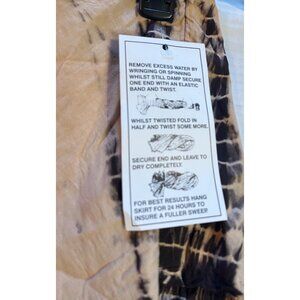 REMOVE EXCESS WATER BY
WRINGING OR SPINNING
WHILST STILL DAMP SECURE
ONE END WITH AN ELASTIC
BAND AND TWIST.
WHILST TWISTED FOLD IN
HALF AND TWIST SOME MORE.
SECURE END AND LEAVE TO
DRY COMPLETELY.
FOR BEST RESULTS HANG
SKIRT FOR 24 HOURS TO
INSURE A FULLER SWEEP.